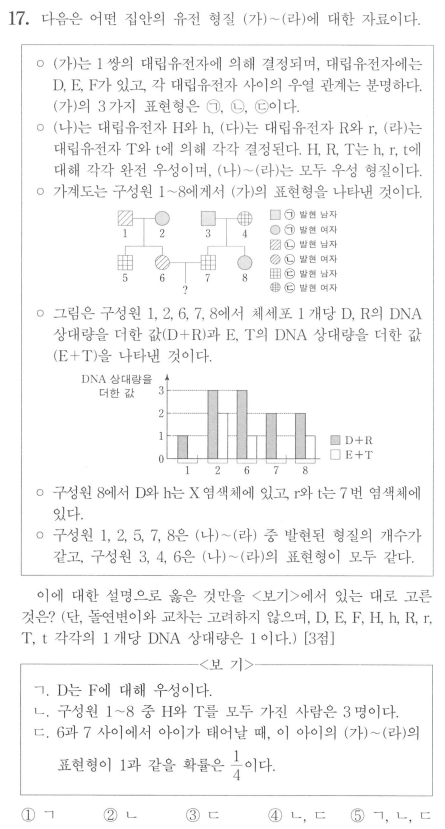 17. 다음은 어떤 집안의 유전 형질 (가)~(라)에 대한 자료이다.
○ (가)는 1 쌍의 대립유전자에 의해 결정되며, 대립유전자에는
D, E, F가 있고, 각 대립유전자 사이의 우열 관계는 분명하다.
(가)의 3가지 표현형은 ㉠, ㉡, ㉢이다.
○ (나)는 대립유전자 H와 h, (다)는 대립유전자 R와 r, (라)는
대립유전자 T와 t에 의해 각각 결정된다. H, R, T는 h, r, t에
대해 각각 완전 우성이며, (나)~(라)는 모두 우성 형질이다.
○ 가계도는 구성원 1~8에게서 (가)의 표현형을 나타낸 것이다.
1 2 3 4
5 6 7 8
?
㉠ 발현 남자
㉠ 발현 여자
㉡ 발현 남자
㉡ 발현 여자
㉢ 발현 남자
㉢ 발현 여자
○ 그림은 구성원 1, 2, 6, 7, 8에서 체세포 1 개당 D, R의 DNA
상대량을 더한 값(D+R)과 E, T의 DNA 상대량을 더한 값
(E+T)을 나타낸 것이다.
DNA 상대량을
더한 값
3
2
1
0
1 2 6 7 8
D+R
E+T
○ 구성원 8에서 D와 h는 X 염색체에 있고, r와 t는 7번 염색체에
있다.
○ 구성원 1, 2, 5, 7, 8은 (나)~(라) 중 발현된 형질의 개수가
같고, 구성원 3, 4, 6은 (나)~(라)의 표현형이 모두 같다.
이에 대한 설명으로 옳은 것만을 <보기>에서 있는 대로 고른
것은? (단, 돌연변이와 교차는 고려하지 않으며, D, E, F, H, h, R, r,
T, t 각각의 1개당 DNA 상대량은 1이다.) [3점]
<보 기>
ㄱ. D는 F에 대해 우성이다.
ㄴ. 구성원 1~8 중 H와 T를 모두 가진 사람은 3명이다.
ㄷ. 6과 7 사이에서 아이가 태어날 때, 이 아이의 (가)~(라)의
표현형이 1과 같을 확률은 1/4이다.
① ㄱ ② ㄴ ③ ㄷ ④ ㄴ, ㄷ ⑤ ㄱ, ㄴ, ㄷ